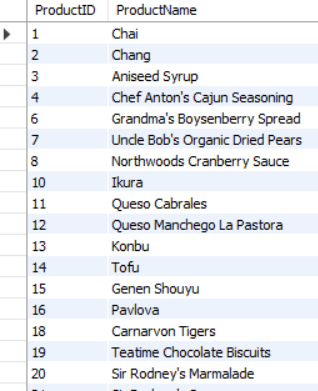 ProductID ProductName
1 Chai
2 Chang
3 Aniseed Syrup
4 Chef Anton's Cajun Seasoning
6 Grandma's Boysenberry Spread
7 Uncle Bob's Organic Dried Pears
8 Northwoods Cranberry Sauce
10 Ikura
11 Queso Cabrales
12 Queso Manchego La Pastora
13 Konbu
14 Tofu
15 Genen Shouyu
16 Pavlova
18 Carnarvon Tigers
19 Teatime Chocolate Biscuits
20 Sir Rodney's Marmalade